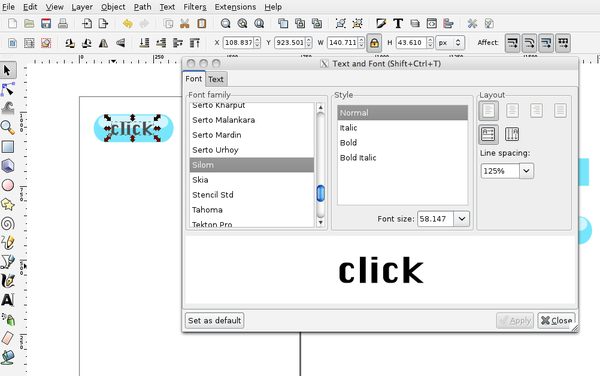 File Edit View Layer Object Path Text Filters Extensions Help
X 108.837 Y 923.501 W 140.711 H 43.610 px Affect:
Text and Font (Shift+Ctrl+T)
Font Text
Font family
Serto Kharput
Serto Malankara
Serto Mardin
Serto Urhoy
Silom
Skia
Stencil Std
Tahoma
Tekton Pro
Style
Normal
Italic
Bold
Bold Italic
Font size: 58.147
Layout
Line spacing:
125%
click
click
Set as default
Apply
Close